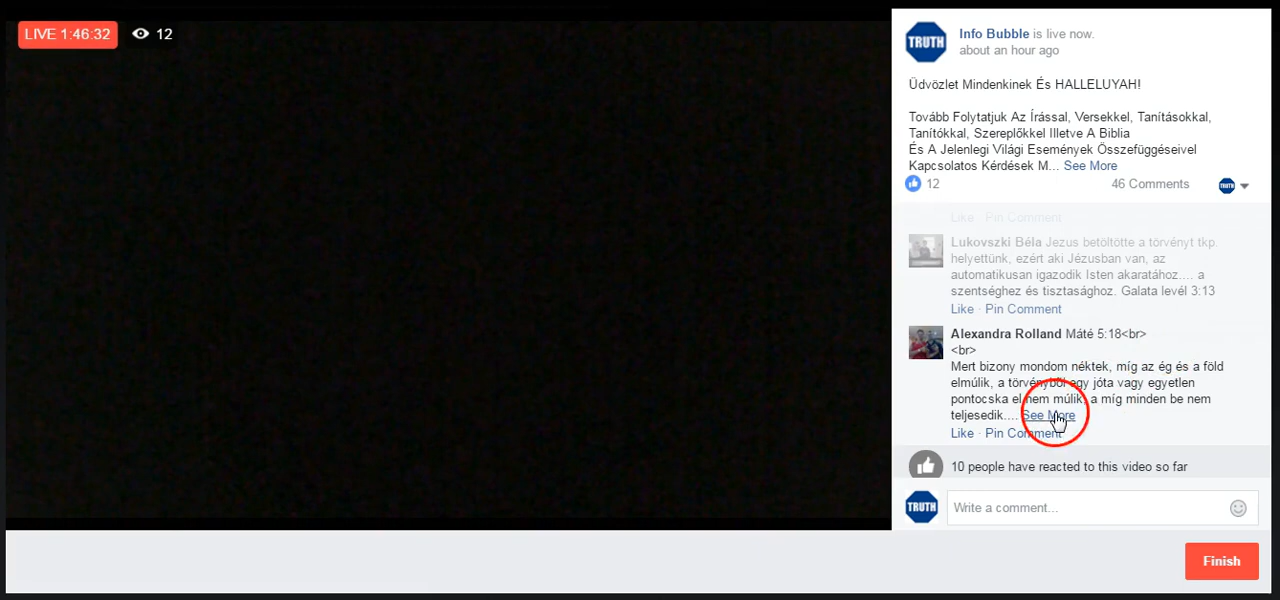 LIVE 1:46:32
12
TRUTH
Info Bubble is live now.
about an hour ago
Üdvözlet Mindenkinek És HALLELUYAH!
Tovább Folytatjuk Az Írással, Versekkel, Tanításokkal,
Tanítókkal, Szereplőkkel Illetve A Biblia
És A Jelenlegi Világi Események Összefüggéseivel
Kapcsolatos Kérdések M... See More
12
46 Comments
TRUTH
Like · Pin Comment
Lukovszki Béla Jezus betöltötte a törvényt tkp.
helyettünk, ezért aki Jézusban van, az
automatikusan igazodik Isten akaratához.... a
szentséghez és tisztasághoz. Galata levél 3:13
Like · Pin Comment
Alexandra Rolland Máté 5:18<br>
<br>
Mert bizony mondom néktek, míg az ég és a föld
elmúlik, a törvényből egy jóta vagy egyetlen
pontocska el nem múlik, a míg minden be nem
teljesedik.... See More
Like · Pin Comment
10 people have reacted to this video so far
TRUTH
Write a comment...
Finish